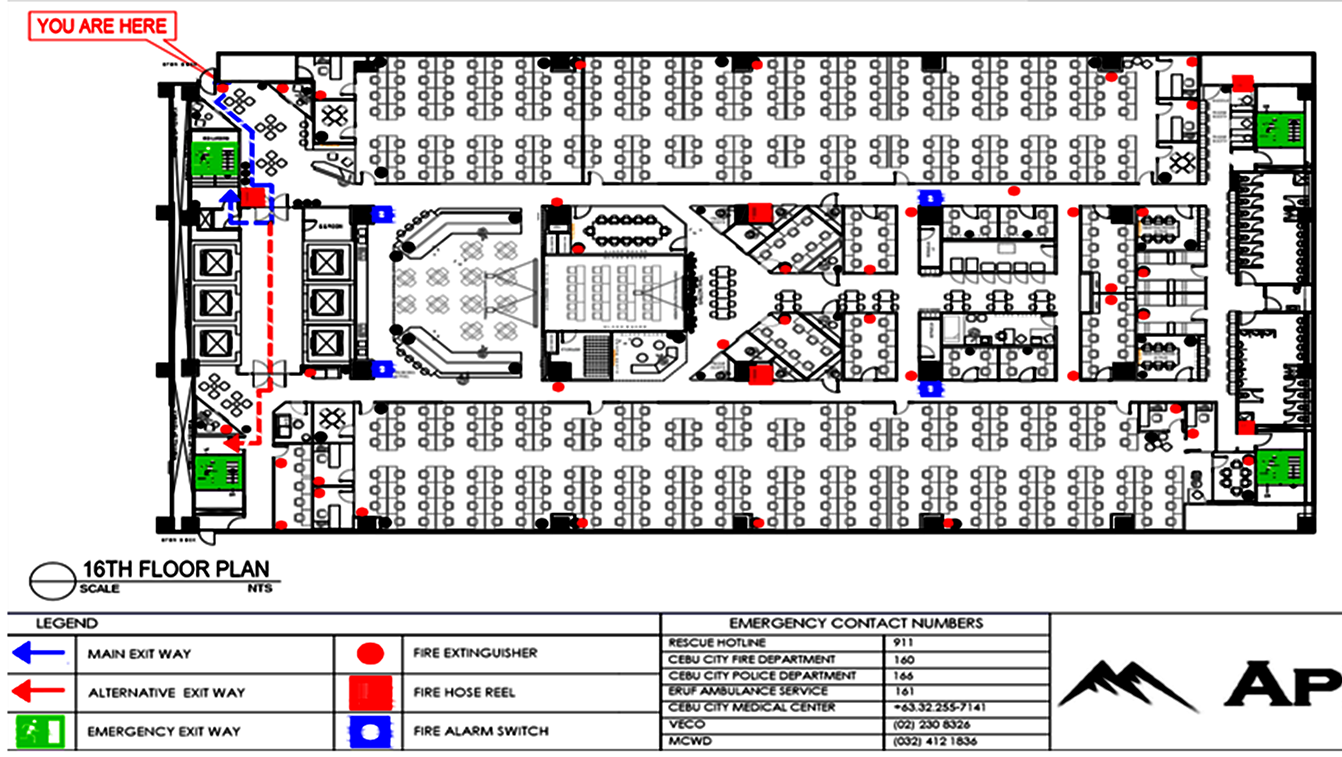 YOU ARE HERE
16TH FLOOR PLAN
SCALE NTS
LEGEND
MAIN EXIT WAY
ALTERNATIVE EXIT WAY
EMERGENCY EXIT WAY
FIRE EXTINGUISHER
FIRE HOSE REEL
FIRE ALARM SWITCH
EMERGENCY CONTACT NUMBERS
RESCUE HOTLINE 911
CEBU CITY FIRE DEPARTMENT 160
CEBU CITY POLICE DEPARTMENT 166
ERUF AMBULANCE SERVICE 161
CEBU CITY MEDICAL CENTER +63.32.255-7141
VECO (02) 230 8326
MCWD (032) 412 1836
AP